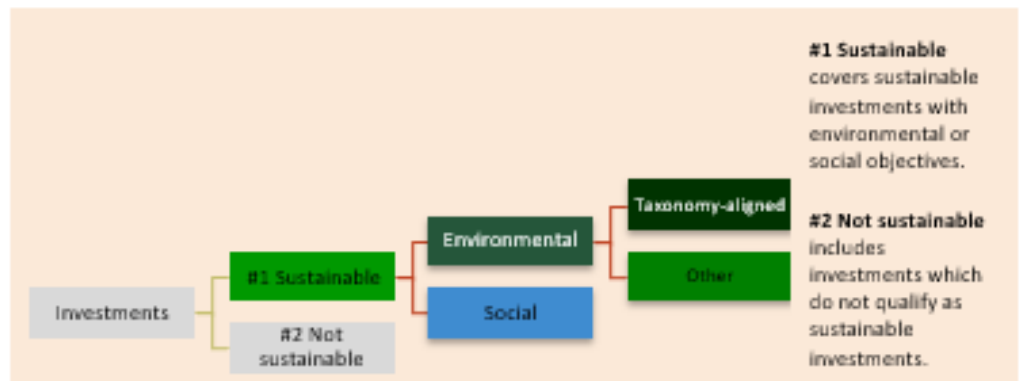 #1 Sustainable
covers sustainable
investments with
environmental or
social objectives.
Taxonomy-aligned
#2 Not sustainable
Environmental
includes
#1 Sustainable
Other
investments which
do not qualify as
Investments
Social
sustainable
#2 Not
sustainable
investments.